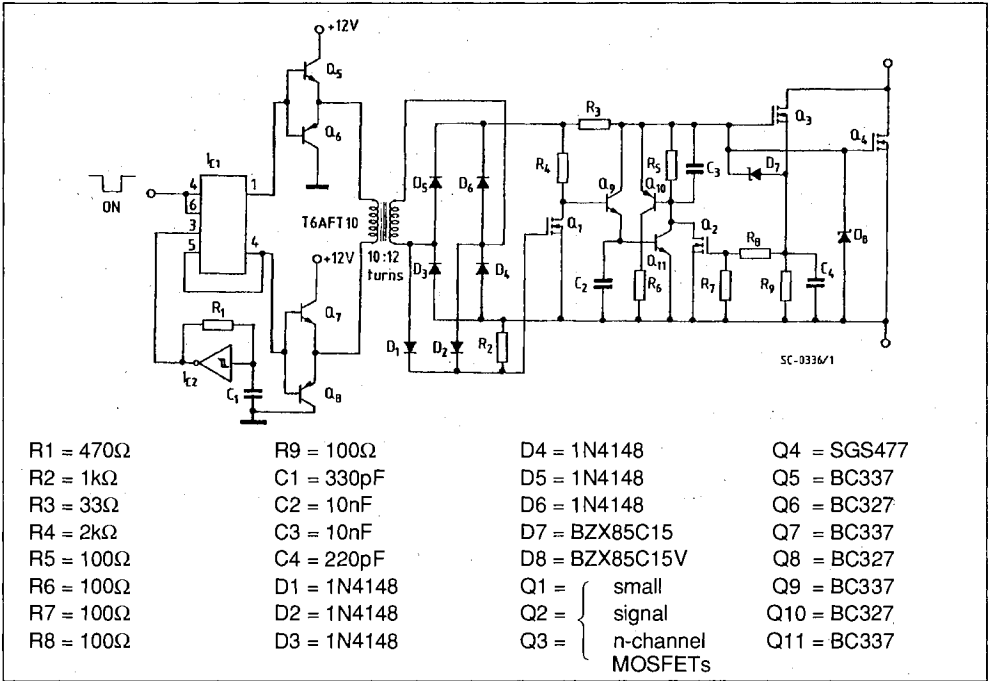 +12V
Q5
Q6
IC1
4
6
3
5
1
4
ON
T6AFT10
10:12
turns
+12V
Q7
Q8
R1
IC2
C1
D5
D6
D3
D4
D1
D2
R2
R3
R4
Q1
Q9
C2
Q10
Q11
R5
C3
R6
Q2
R7
R8
R9
C4
D7
D8
Q3
Q4
SC-0336/1
R1 = 470Ω
R2 = 1kΩ
R3 = 33Ω
R4 = 2kΩ
R5 = 100Ω
R6 = 100Ω
R7 = 100Ω
R8 = 100Ω
R9 = 100Ω
C1 = 330pF
C2 = 10nF
C3 = 10nF
C4 = 220pF
D1 = 1N4148
D2 = 1N4148
D3 = 1N4148
D4 = 1N4148
D5 = 1N4148
D6 = 1N4148
D7 = BZX85C15
D8 = BZX85C15V
Q1 = small
Q2 = signal
Q3 = n-channel
MOSFETs
Q4 = SGS477
Q5 = BC337
Q6 = BC327
Q7 = BC337
Q8 = BC327
Q9 = BC337
Q10 = BC327
Q11 = BC337